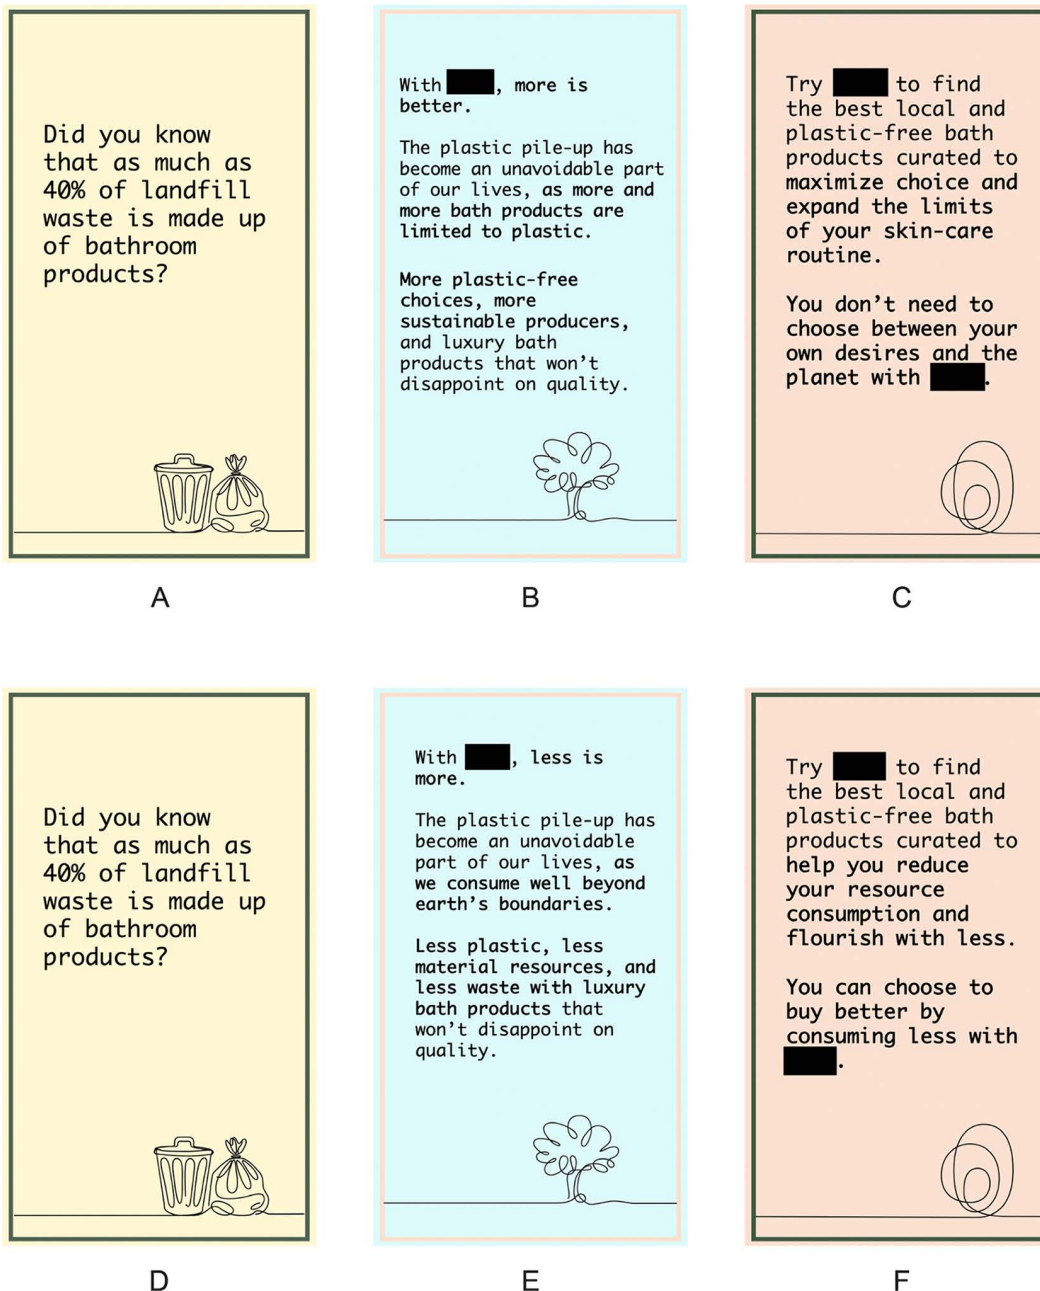 Did you know
that as much as
40% of landfill
waste is made up
of bathroom
products?
A
With , more is
better.
The plastic pile-up has
become an unavoidable part
of our lives, as more and
more bath products are
limited to plastic.
More plastic-free
choices, more
sustainable producers,
and luxury bath
products that won't
disappoint on quality.
B
Try to find
the best local and
plastic-free bath
products curated to
maximize choice and
expand the limits
of your skin-care
routine.
You don't need to
choose between your
own desires and the
planet with .
C
Did you know
that as much as
40% of landfill
waste is made up
of bathroom
products?
D
With , less is
more.
The plastic pile-up has
become an unavoidable
part of our lives, as
we consume well beyond
earth's boundaries.
Less plastic, less
material resources, and
less waste with luxury
bath products that
won't disappoint on
quality.
E
Try to find
the best local and
plastic-free bath
products curated to
help you reduce
your resource
consumption and
flourish with less.
You can choose to
buy better by
consuming less with
.
F